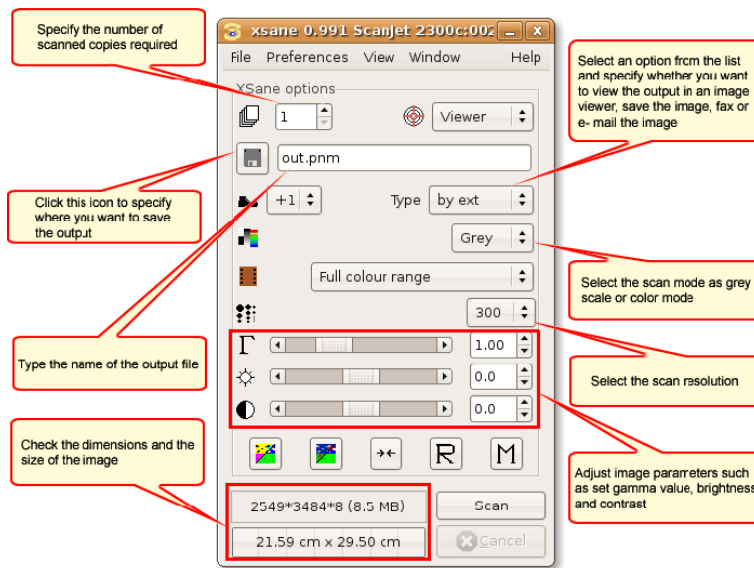 Specify the number of
scanned copies required
xsane 0.991 ScanJet 2300c:002
File Preferences View Window Help
XSane options
1 Viewer
out.pnm
+1 Type by ext
Grey
Full colour range
300
1.00
0.0
0.0
R M
2549*3484*8 (8.5 MB) Scan
21.59 cm x 29.50 cm Cancel
Select an option from the list
and specify whether you want
to view the output in an image
viewer, save the image, fax or
e- mail the image
Click this icon to specify
where you want to save
the output
Select the scan mode as grey
scale or color mode
Type the name of the output file
Select the scan resolution
Check the dimensions and the
size of the image
Adjust image parameters such
as set gamma value, brightness
and contrast